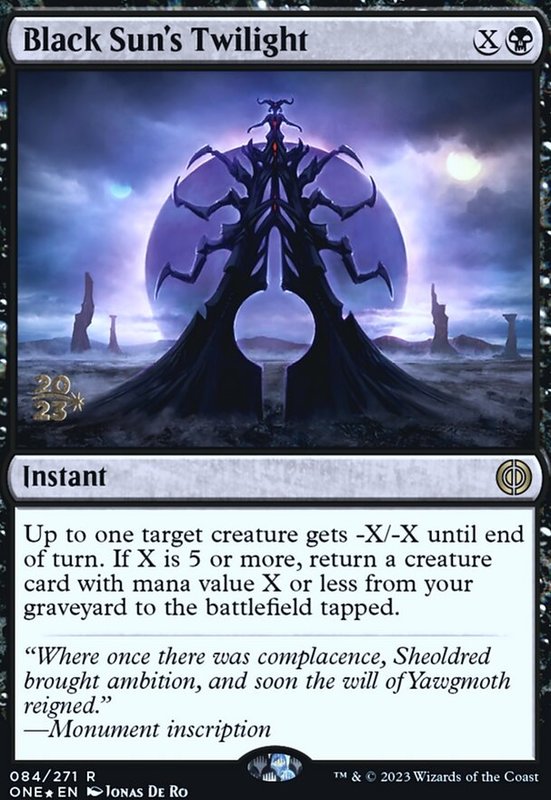 Black Sun's Twilight X
20
23
Instant
Up to one target creature gets -X/-X until end
of turn. If X is 5 or more, return a creature
card with mana value X or less from your
graveyard to the battlefield tapped.
“Where once there was complacence, Sheoldred
brought ambition, and soon the will of Yawgmoth
reigned.”
—Monument inscription
084/271 R
ONE★EN Jonas De Ro
™ & © 2023 Wizards of the Coast